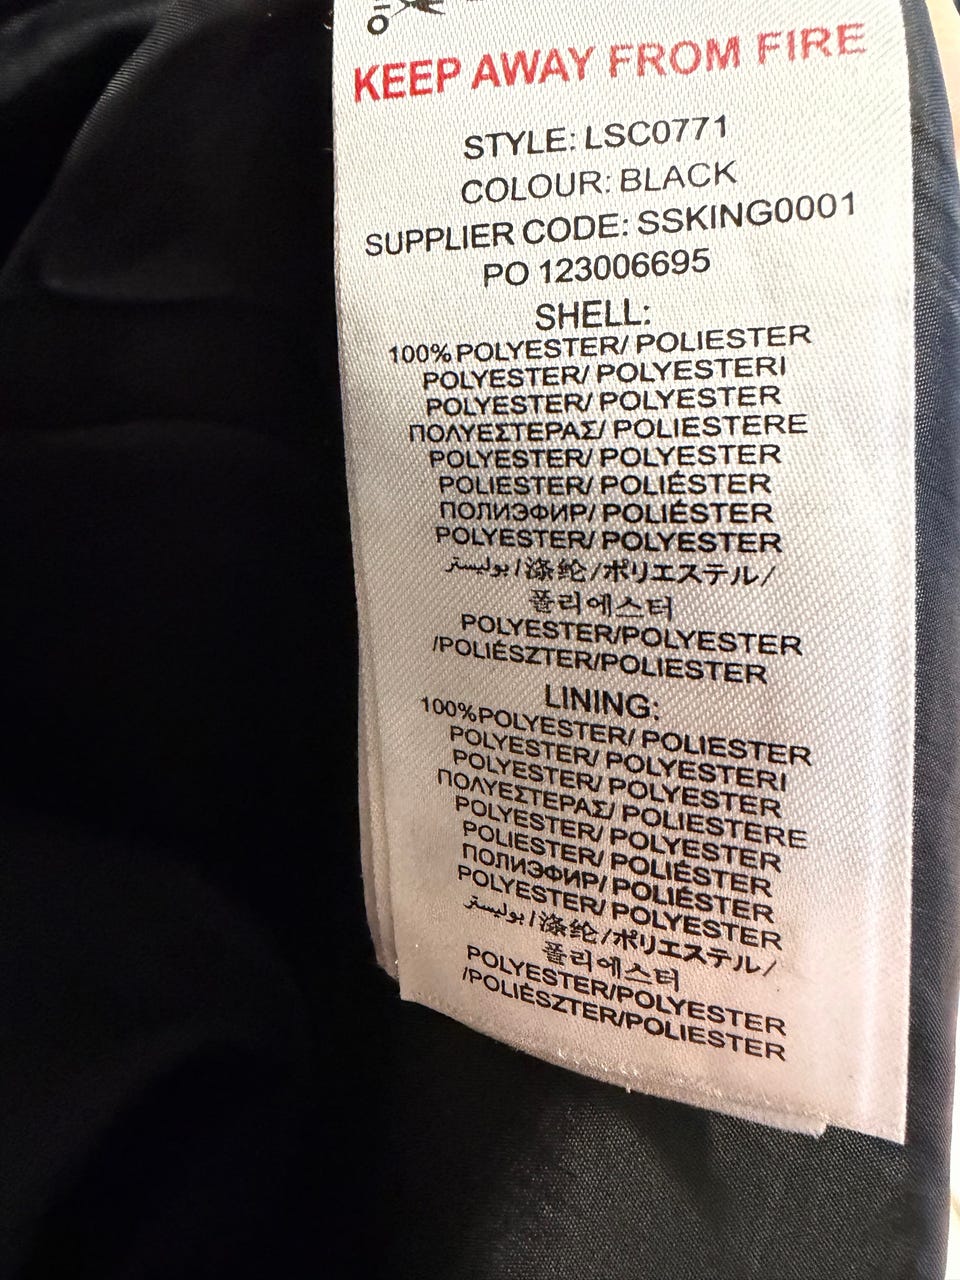 KEEP AWAY FROM FIRE
STYLE: LSC0771
COLOUR: BLACK
SUPPLIER CODE: SSKING0001
PO 123006695
SHELL:
100% POLYESTER/ POLIESTER
POLYESTER/ POLYESTERI
POLYESTER/ POLYESTER
ΠΟΛΥΕΣΤΕΡΑΣ/ POLIESTERE
POLYESTER/ POLYESTER
POLIESTER/ POLIÉSTER
ПОЛИЭФИР/ POLIÉSTER
POLYESTER/ POLYESTER
بوليستر/涤纶/ポリエステル/
폴리에스터
POLYESTER/POLYESTER
/POLIÉSZTER/POLIESTER
LINING:
100%POLYESTER/ POLIESTER
POLYESTER/ POLYESTERI
POLYESTER/ POLYESTER
ΠΟΛΥΕΣΤΕΡΑΣ/ POLIESTERE
POLYESTER/ POLYESTER
POLIESTER/ POLIÉSTER
ПОЛИЭФИР/ POLIÉSTER
POLYESTER/ POLYESTER
بوليستر/涤纶/ポリエステル/
폴리에스터
POLYESTER/POLYESTER
/POLIÉSZTER/POLIESTER